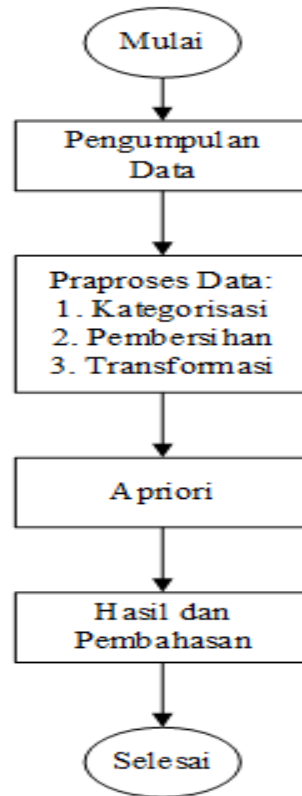 Mulai
Pengumpulan
Data
Praproses Data:
1. Kategorisasi
2. Pembersihan
3. Transformasi
Apriori
Hasil dan
Pembahasan
Selesai